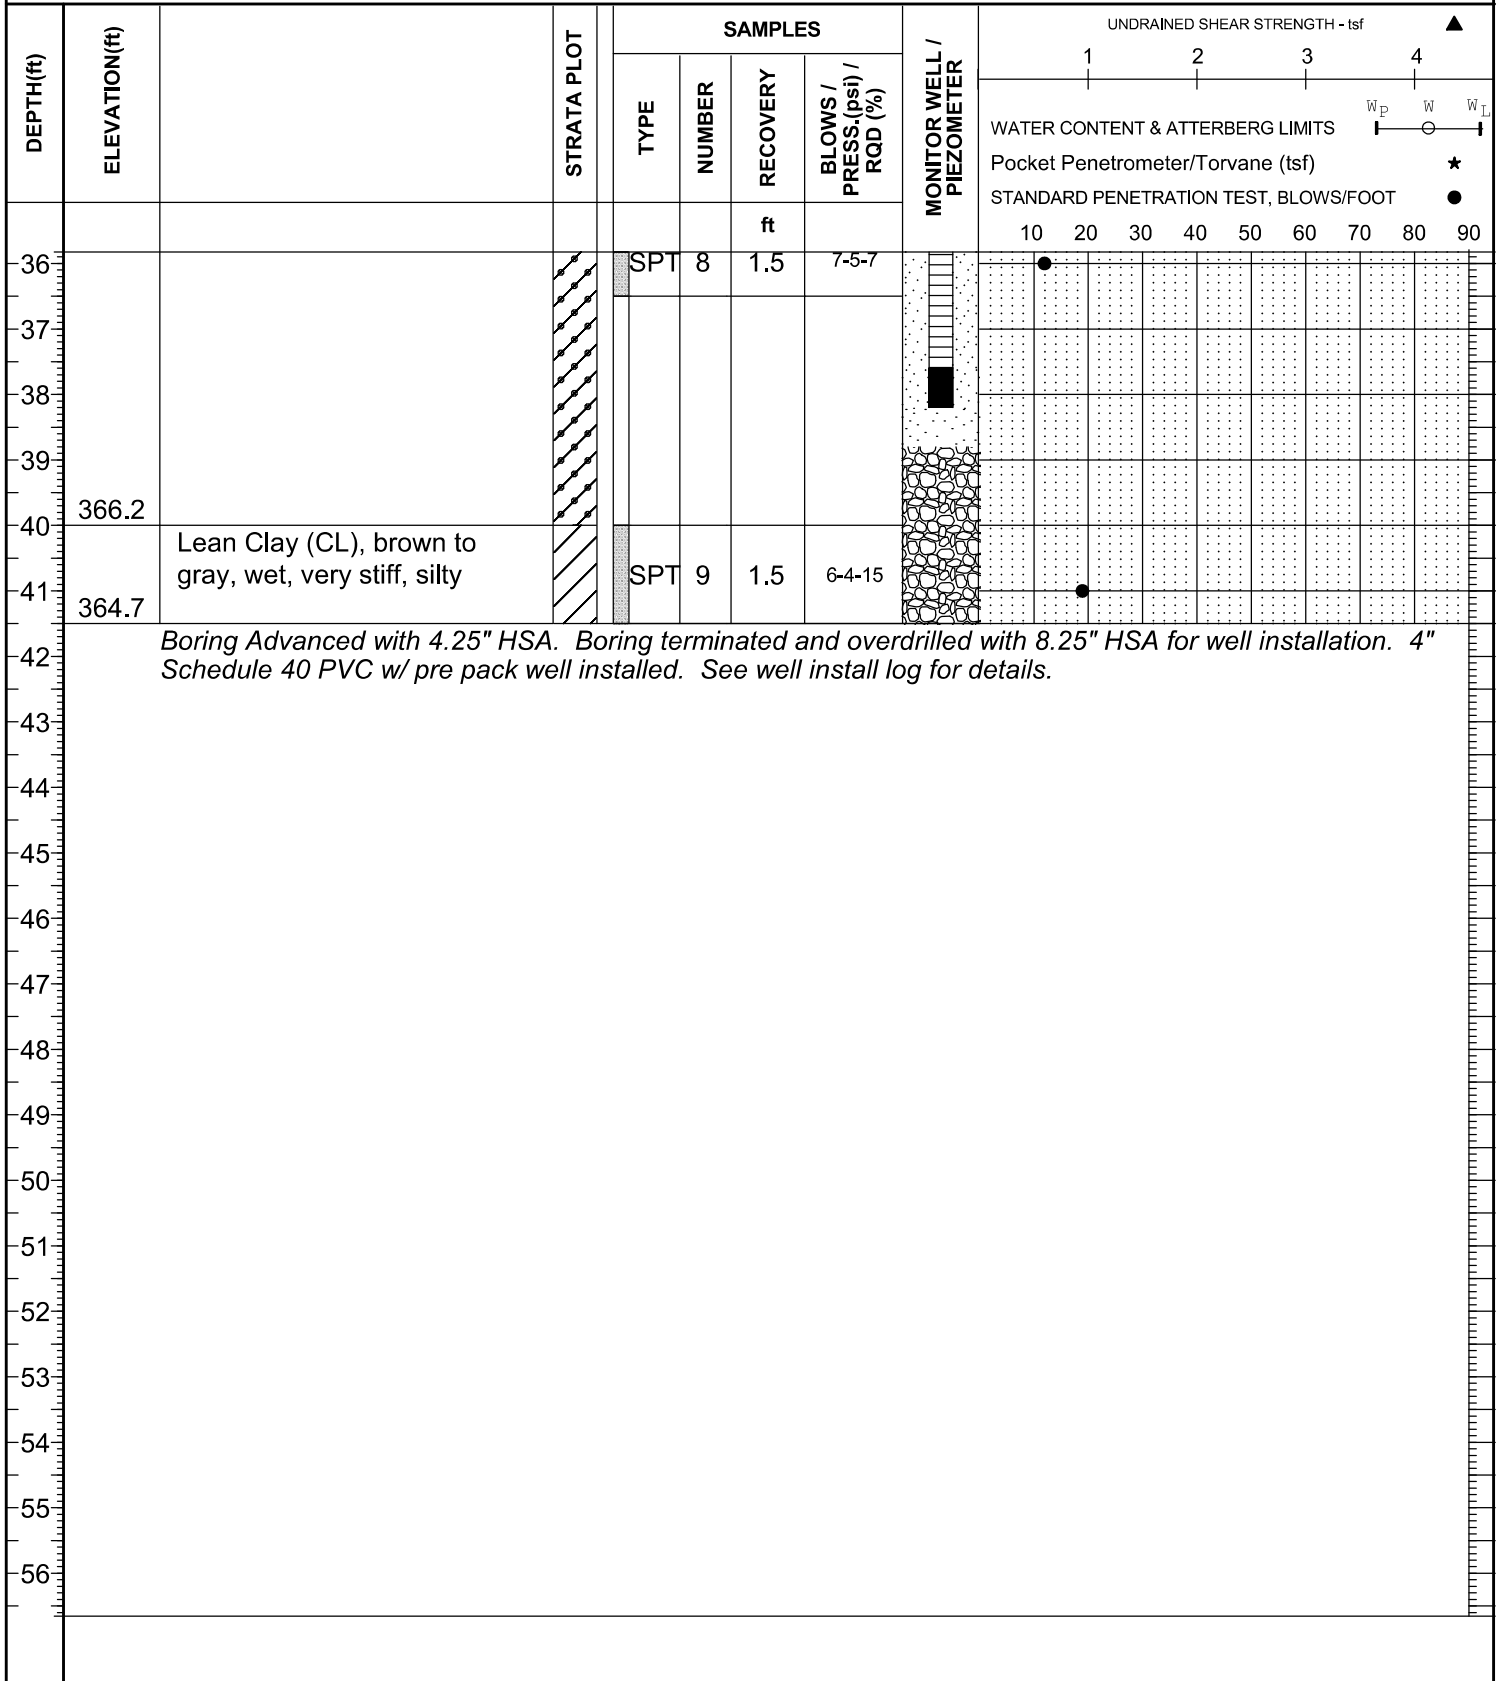 DEPTH(ft)
ELEVATION(ft)
STRATA PLOT
SAMPLES
TYPE
NUMBER
RECOVERY
BLOWS /
PRESS.(psi) /
RQD (%)
ft
MONITOR WELL /
PIEZOMETER
UNDRAINED SHEAR STRENGTH - tsf
1 2 3 4
WATER CONTENT & ATTERBERG LIMITS
WP W WL
Pocket Penetrometer/Torvane (tsf) ★
STANDARD PENETRATION TEST, BLOWS/FOOT
10 20 30 40 50 60 70 80 90
36
SPT 8 1.5 7-5-7
37
38
39
366.2
40
Lean Clay (CL), brown to
gray, wet, very stiff, silty
SPT 9 1.5 6-4-15
41
364.7
Boring Advanced with 4.25" HSA. Boring terminated and overdrilled with 8.25" HSA for well installation. 4"
Schedule 40 PVC w/ pre pack well installed. See well install log for details.
42
43
44
45
46
47
48
49
50
51
52
53
54
55
56